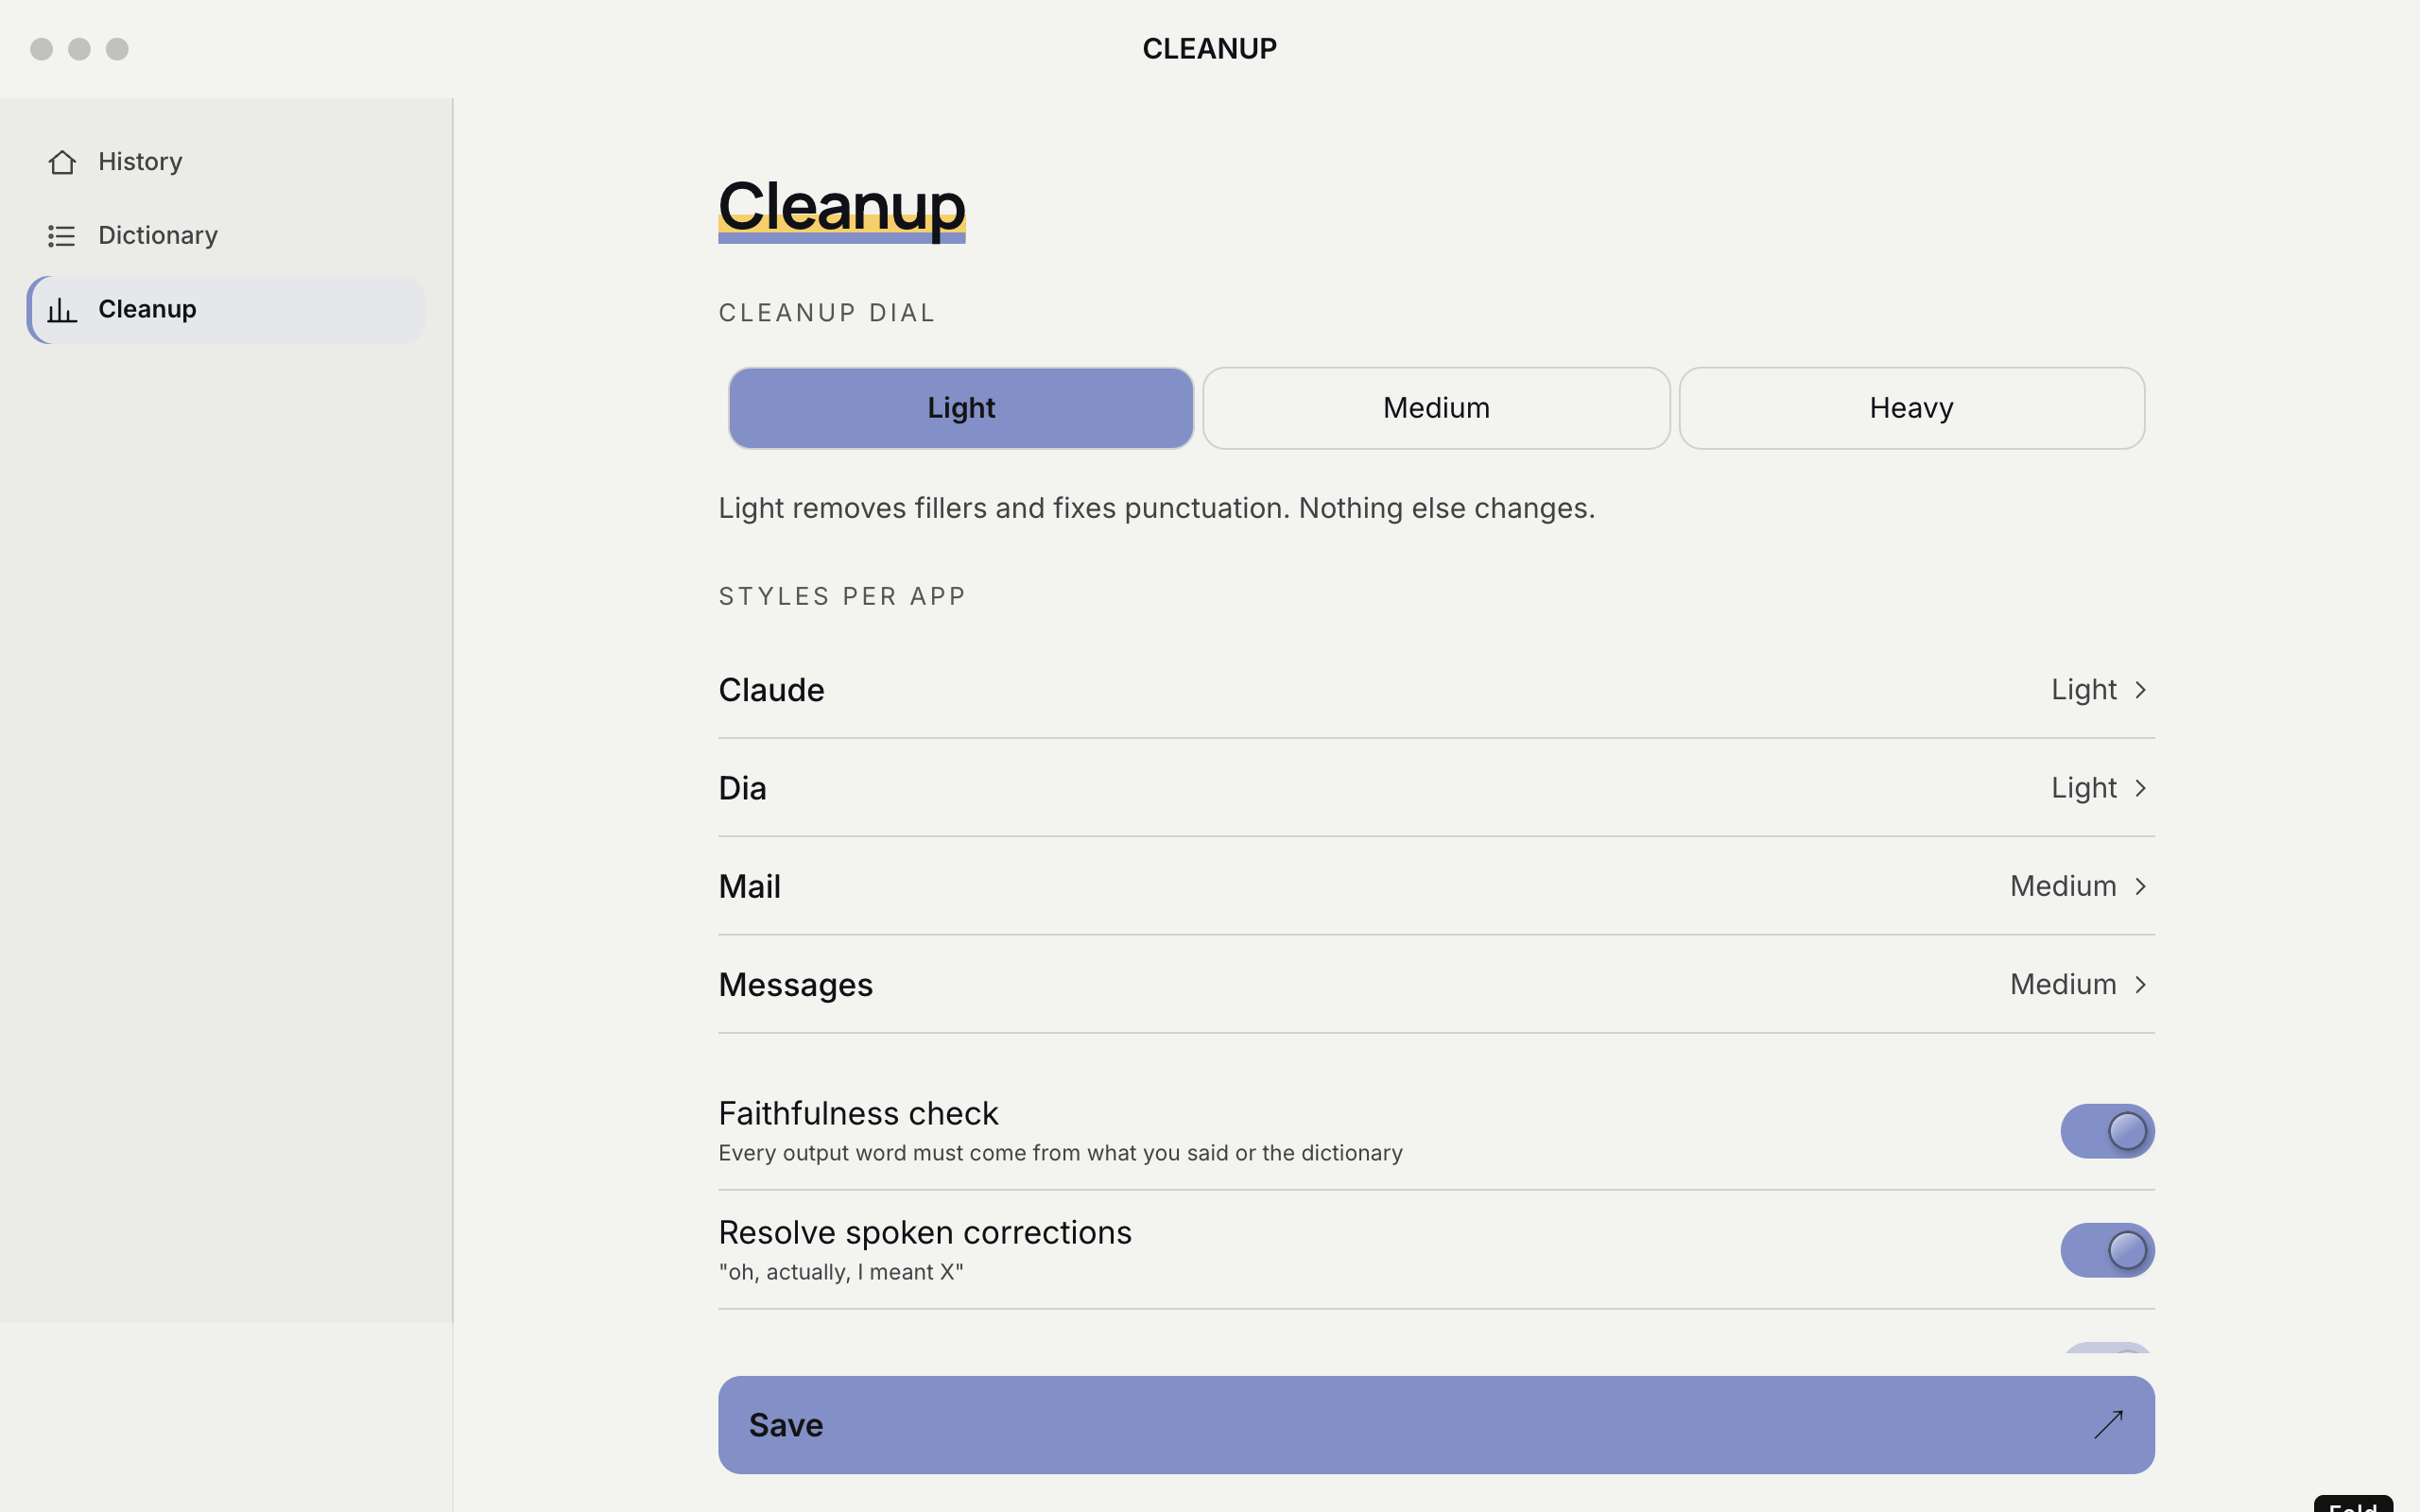 CLEANUP
History
Dictionary
Cleanup
Cleanup
CLEANUP DIAL
Light
Medium
Heavy
Light removes fillers and fixes punctuation. Nothing else changes.
STYLES PER APP
Claude
Light
Dia
Light
Mail
Medium
Messages
Medium
Faithfulness check
Every output word must come from what you said or the dictionary
Resolve spoken corrections
"oh, actually, I meant X"
Save